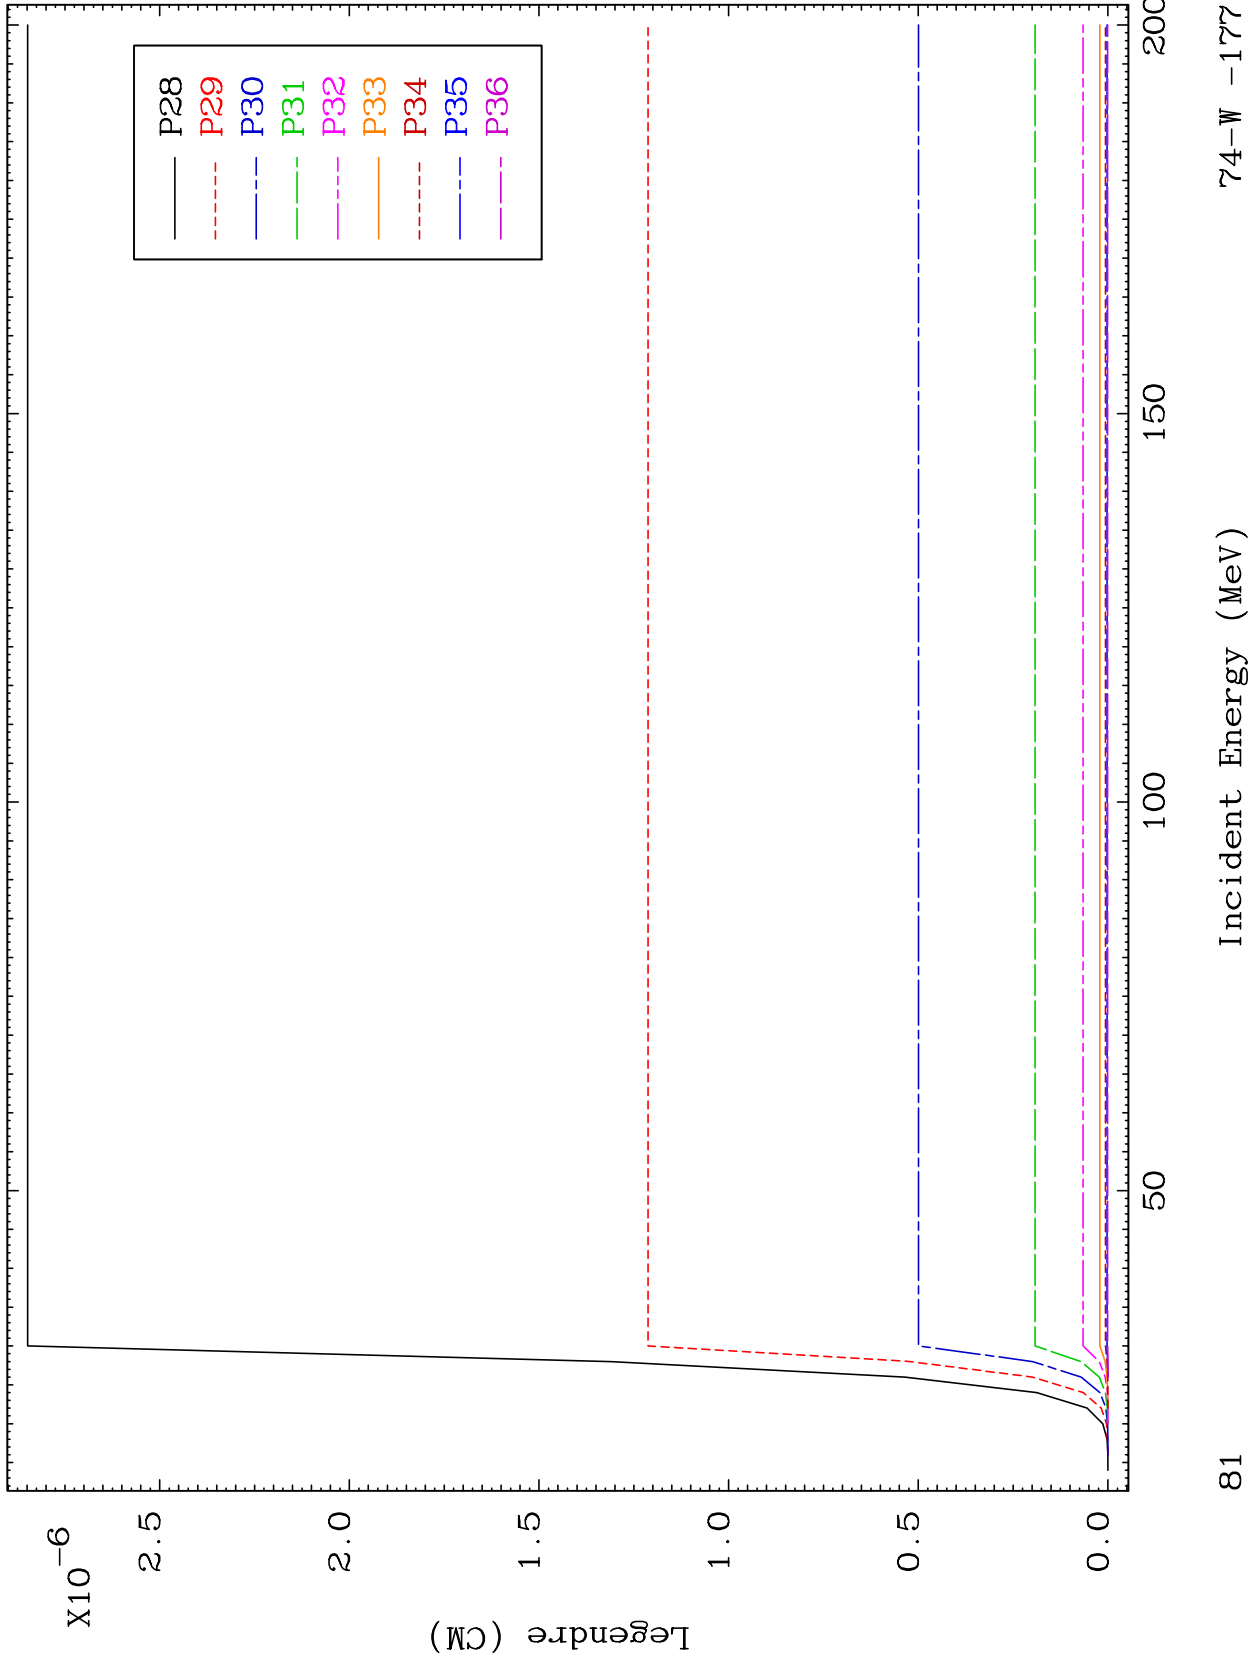 X10-6
2.5
2.0
1.5
1.0
0.5
0.0
Legendre (CM)
P28
P29
P30
P31
P32
P33
P34
P35
P36
50
100
150
200
81
Incident Energy (MeV)
74-W -177